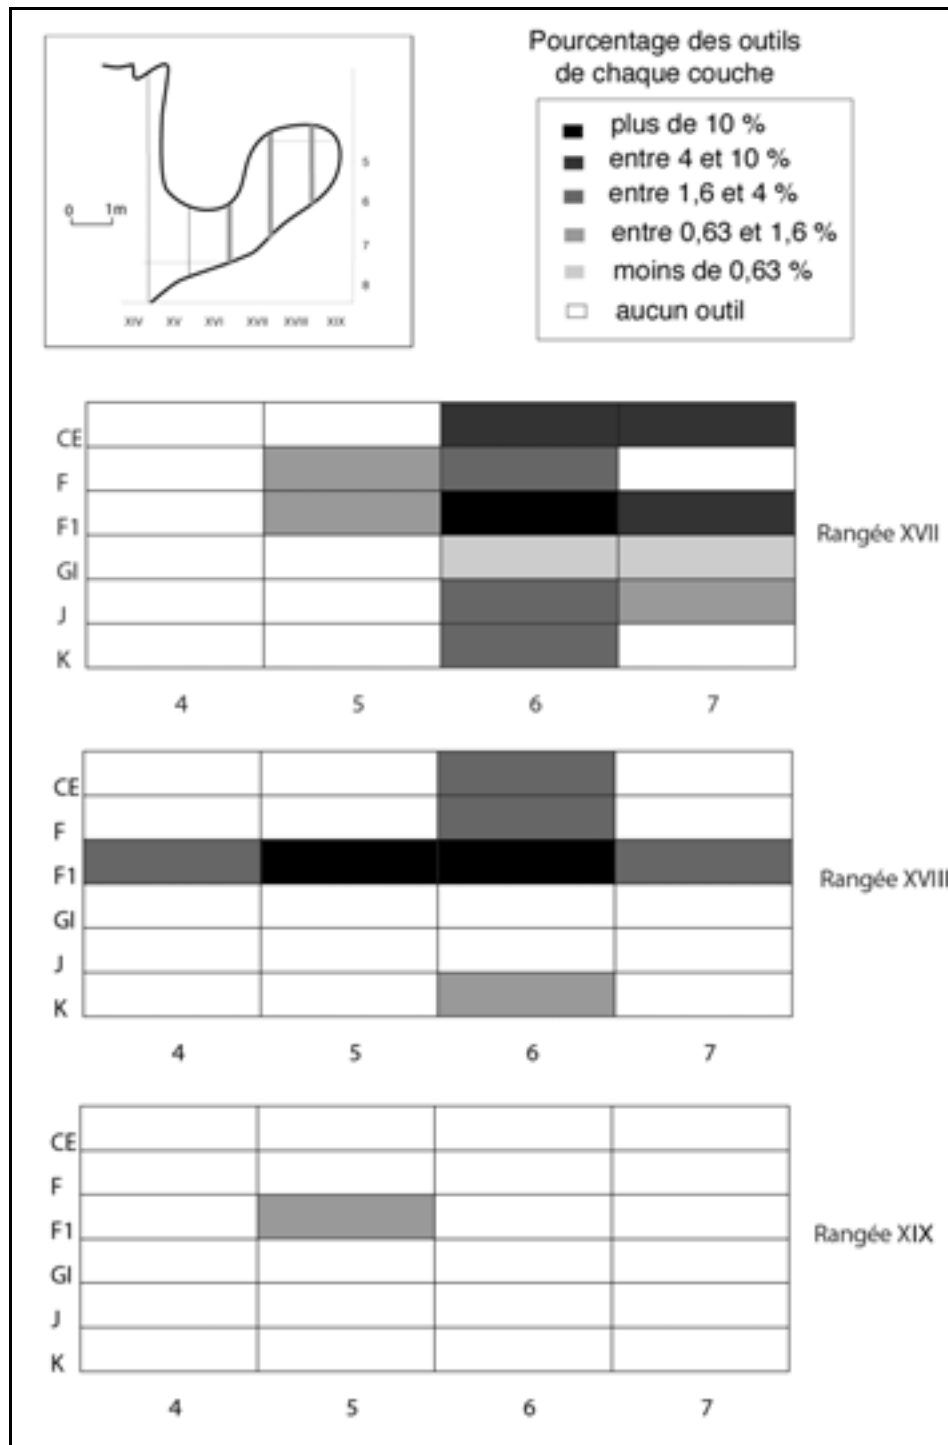 Pourcentage des outils
de chaque couche
plus de 10 %
entre 4 et 10 %
entre 1,6 et 4 %
entre 0,63 et 1,6 %
moins de 0,63 %
aucun outil
0 1m
5
6
7
8
XIV XV XVI XVII XVIII XIX
CE
F
F1
GI
J
K
4 5 6 7
Rangée XVII
CE
F
F1
GI
J
K
4 5 6 7
Rangée XVIII
CE
F
F1
GI
J
K
4 5 6 7
Rangée XIX